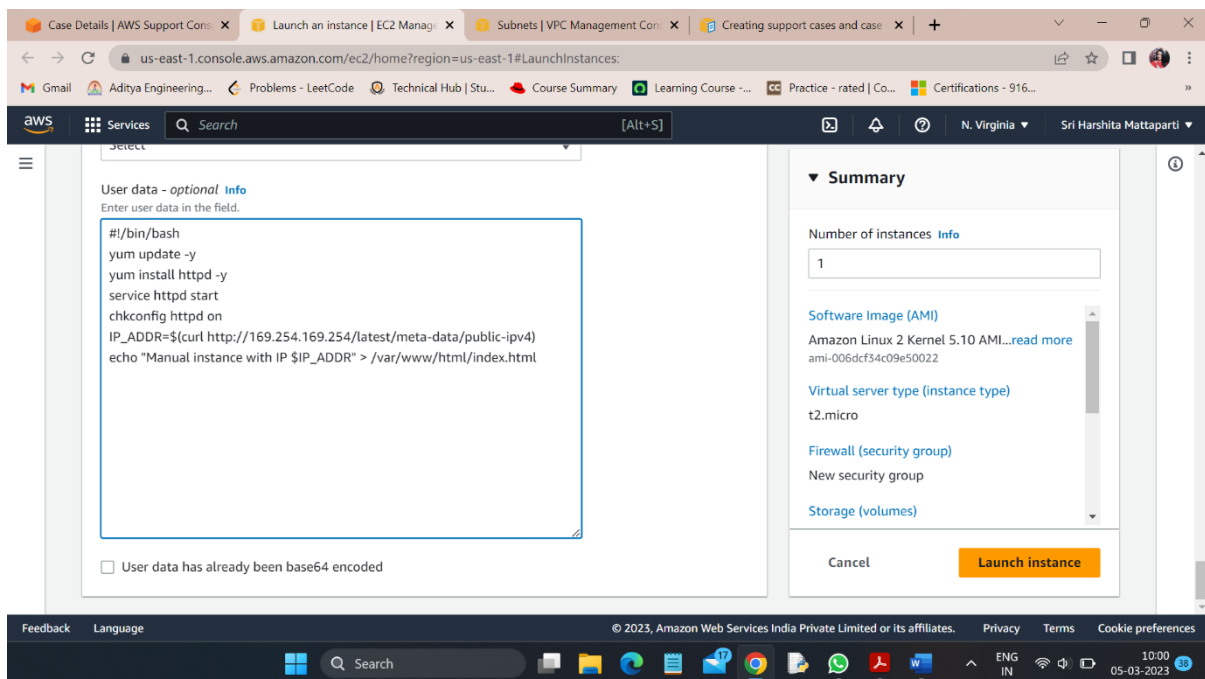 Case Details | AWS Support Cons
Launch an instance | EC2 Manage
Subnets | VPC Management Con
Creating support cases and case
us-east-1.console.aws.amazon.com/ec2/home?region=us-east-1#LaunchInstances:
Gmail
Aditya Engineering...
Problems - LeetCode
Technical Hub | Stu...
Course Summary
Learning Course -...
CC
Practice - rated | Co...
Certifications - 916...
»
aws
Services
Search
[Alt+S]
N. Virginia
Sri Harshita Mattaparti
Select
User data - optional Info
Enter user data in the field.
#!/bin/bash
yum update -y
yum install httpd -y
service httpd start
chkconfig httpd on
IP_ADDR=$(curl http://169.254.169.254/latest/meta-data/public-ipv4)
echo "Manual instance with IP $IP_ADDR" > /var/www/html/index.html
User data has already been base64 encoded
Summary
Number of instances Info
1
Software Image (AMI)
Amazon Linux 2 Kernel 5.10 AMI...read more
ami-006dcf34c09e50022
Virtual server type (instance type)
t2.micro
Firewall (security group)
New security group
Storage (volumes)
Cancel
Launch instance
Feedback
Language
© 2023, Amazon Web Services India Private Limited or its affiliates.
Privacy
Terms
Cookie preferences
Search
17
ENG
IN
10:00
05-03-2023
38